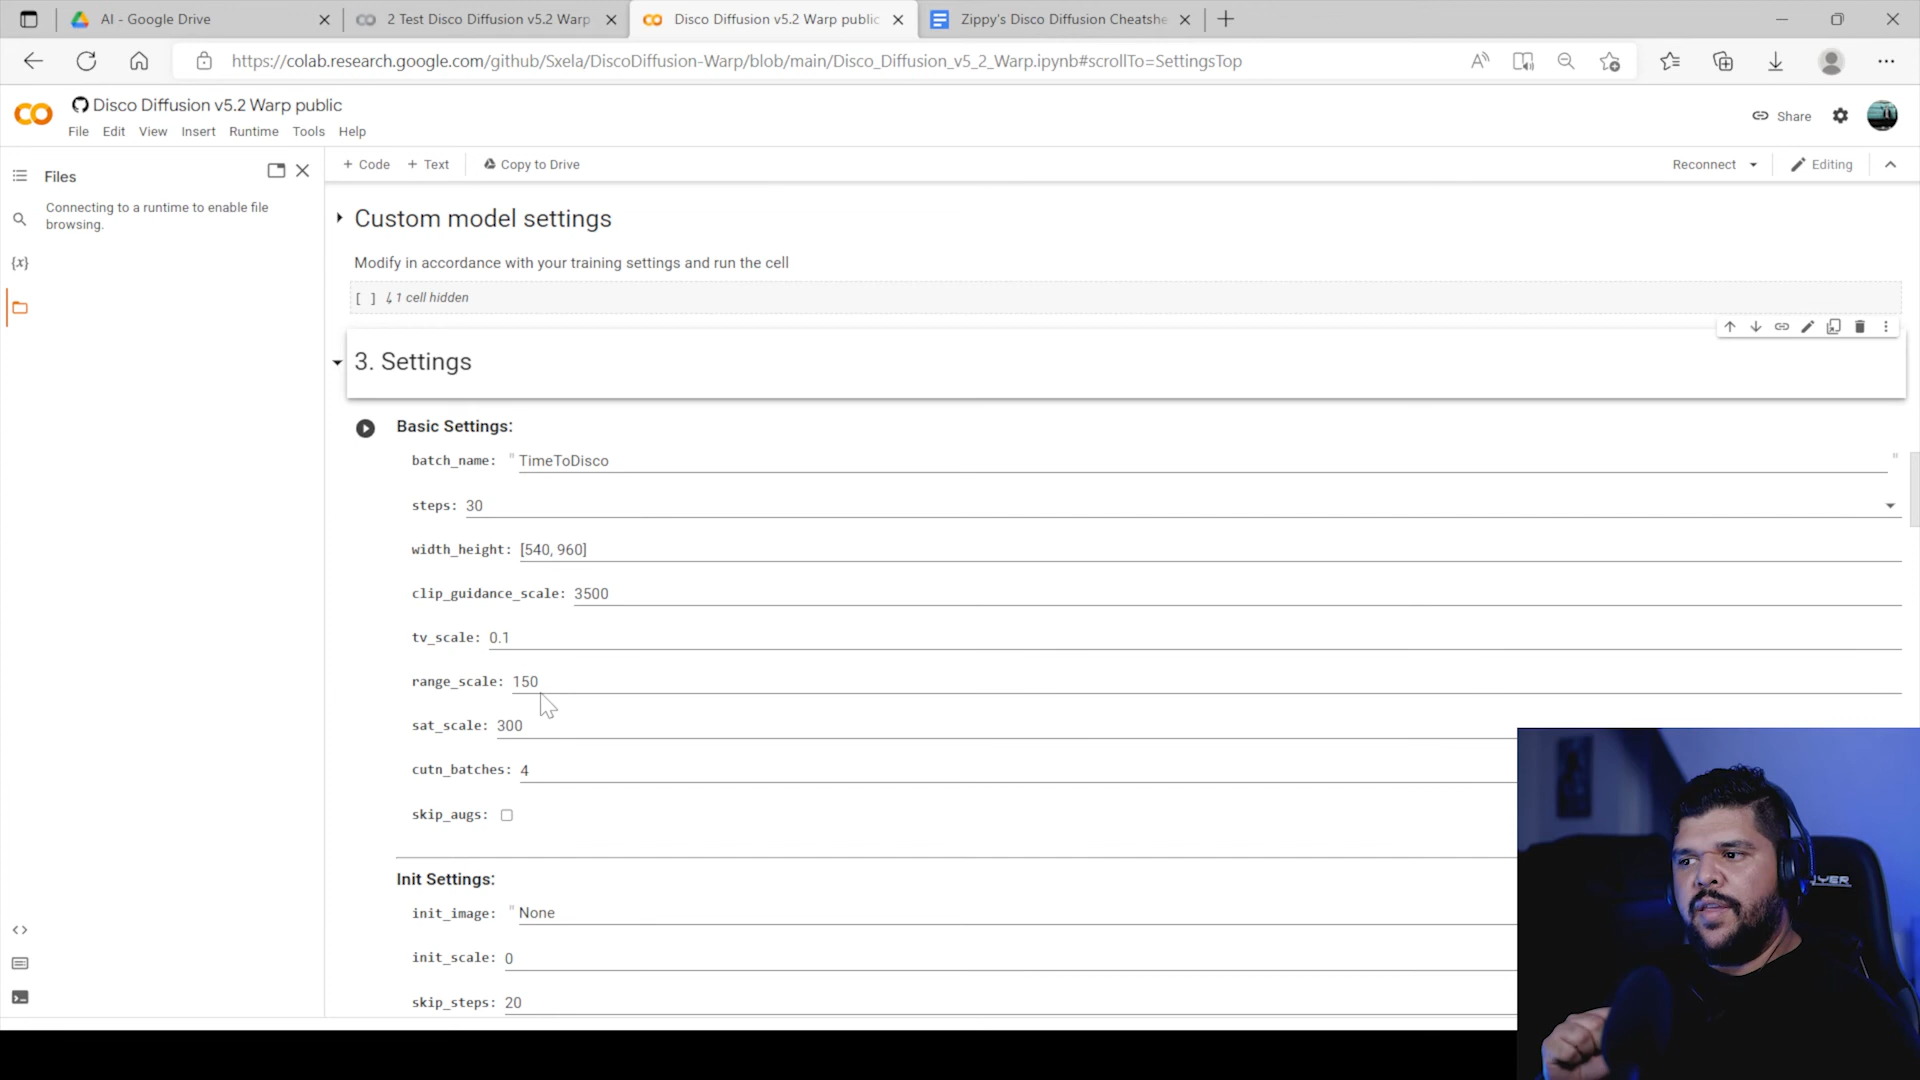 AI - Google Drive
2 Test Disco Diffusion v5.2 Warp
Disco Diffusion v5.2 Warp public
Zippy's Disco Diffusion Cheatshe
https://colab.research.google.com/github/Sxela/DiscoDiffusion-Warp/blob/main/Disco_Diffusion_v5_2_Warp.ipynb#scrollTo=SettingsTop
CO Disco Diffusion v5.2 Warp public
File Edit View Insert Runtime Tools Help
Share
Files
Connecting to a runtime to enable file
browsing.
{x}
+ Code + Text Copy to Drive
Reconnect Editing
Custom model settings
Modify in accordance with your training settings and run the cell
[ ] ↳ 1 cell hidden
3. Settings
Basic Settings:
batch_name: " TimeToDisco "
steps: 30
width_height: [540, 960]
clip_guidance_scale: 3500
tv_scale: 0.1
range_scale: 150
sat_scale: 300
cutn_batches: 4
skip_augs:
Init Settings:
init_image: " None
init_scale: 0
skip_steps: 20